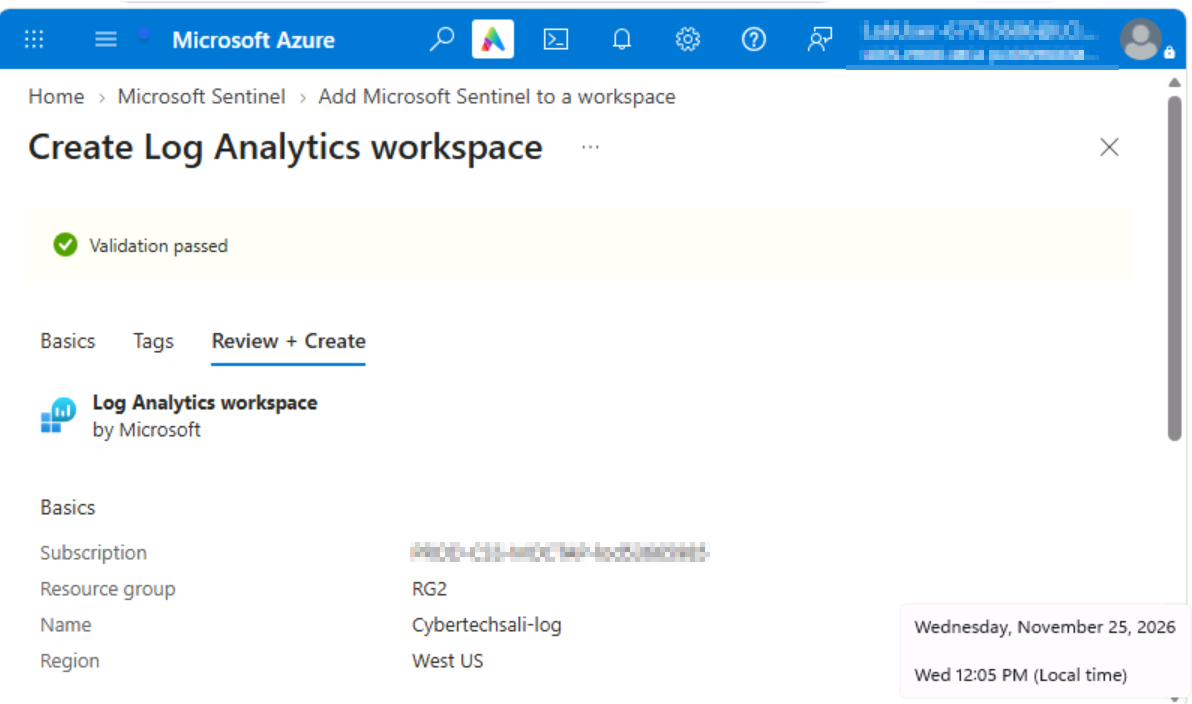 Microsoft Azure
Home > Microsoft Sentinel > Add Microsoft Sentinel to a workspace
Create Log Analytics workspace ...
Validation passed
Basics Tags Review + Create
Log Analytics workspace
by Microsoft
Basics
Subscription
Resource group RG2
Name Cybertechsali-log
Region West US
Wednesday, November 25, 2026
Wed 12:05 PM (Local time)